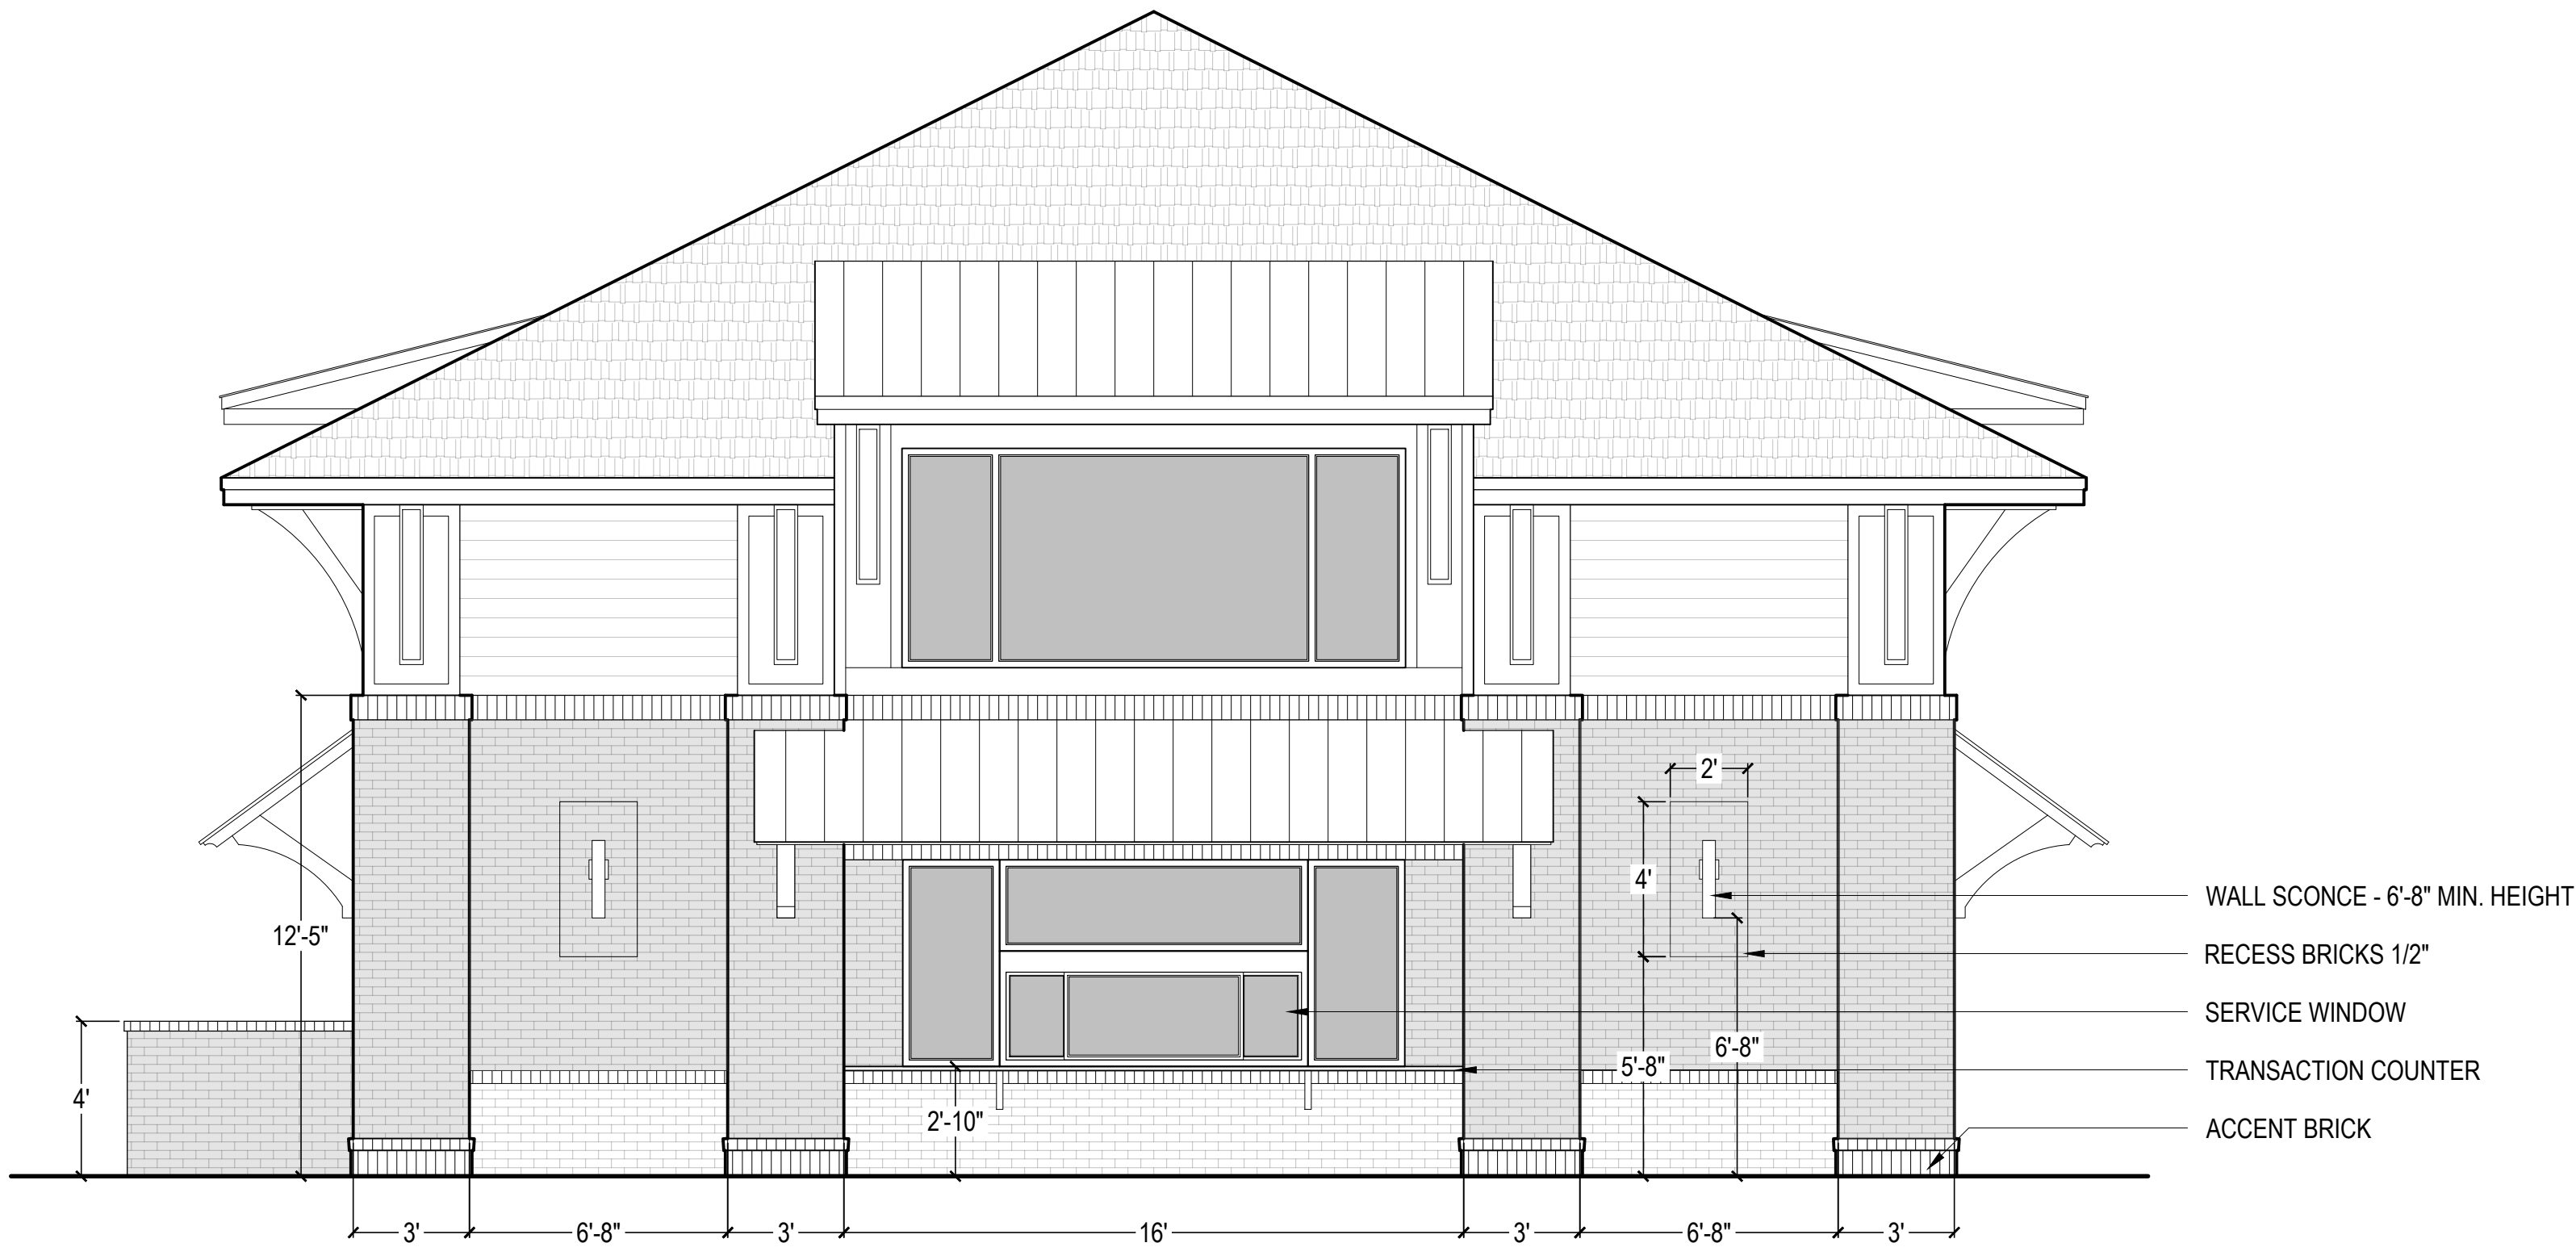 2'
4'
12'-5"
WALL SCONCE - 6'-8" MIN. HEIGHT
RECESS BRICKS 1/2"
SERVICE WINDOW
6'-8"
5'-8"
TRANSACTION COUNTER
4'
2'-10"
ACCENT BRICK
3'
6'-8"
3'
16'
3'
6'-8"
3'